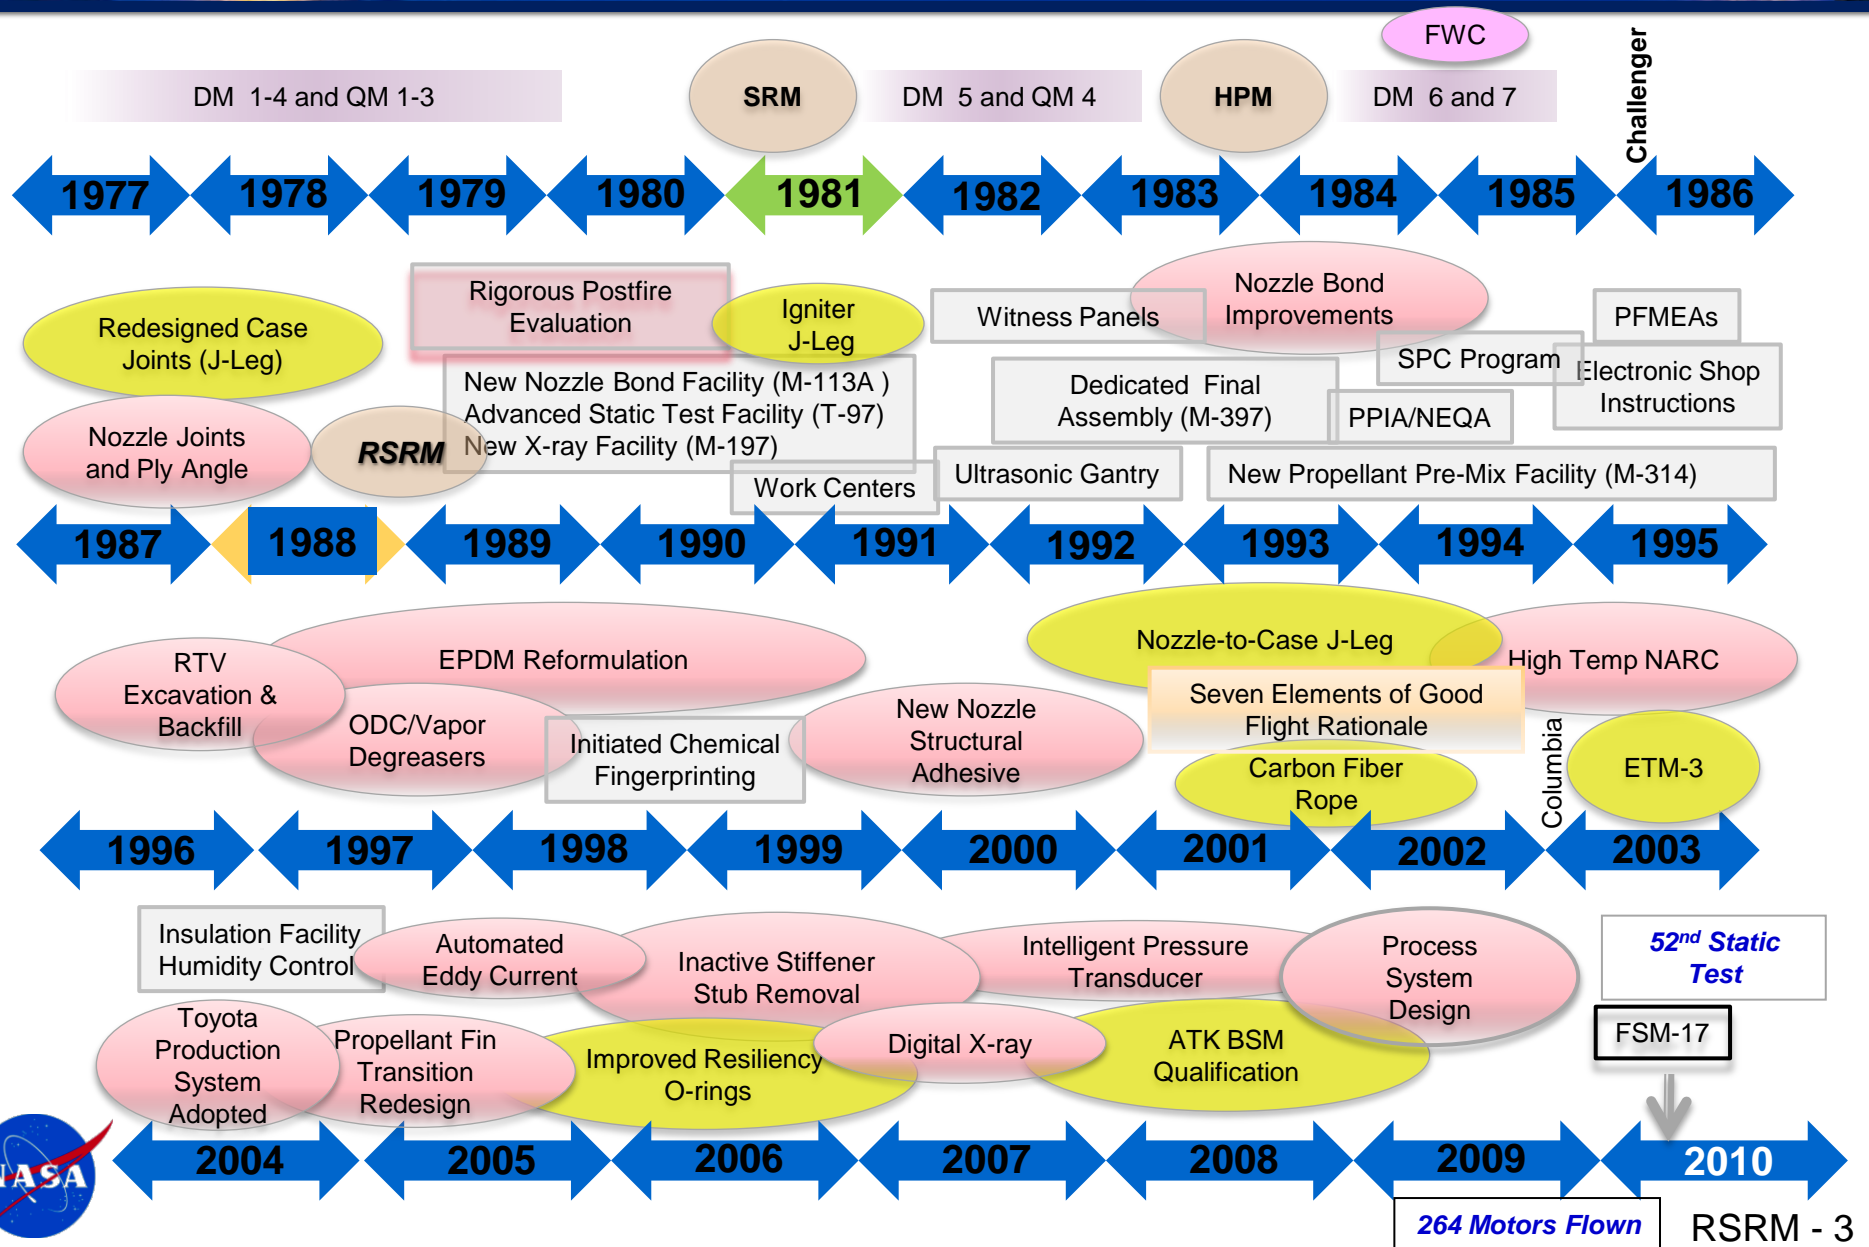 FWC
Challenger
DM 1-4 and QM 1-3
SRM
DM 5 and QM 4
HPM
DM 6 and 7
1977
1978
1979
1980
1981
1982
1983
1984
1985
1986
Redesigned Case
Joints (J-Leg)
Rigorous Postfire
Evaluation
Igniter
J-Leg
Witness Panels
Nozzle Bond
Improvements
PFMEAs
SPC Program
Electronic Shop
Instructions
New Nozzle Bond Facility (M-113A )
Advanced Static Test Facility (T-97)
New X-ray Facility (M-197)
Dedicated Final
Assembly (M-397)
PPIA/NEQA
Nozzle Joints
and Ply Angle
RSRM
Work Centers
Ultrasonic Gantry
New Propellant Pre-Mix Facility (M-314)
1987
1988
1989
1990
1991
1992
1993
1994
1995
RTV
Excavation &
Backfill
EPDM Reformulation
ODC/Vapor
Degreasers
Initiated Chemical
Fingerprinting
New Nozzle
Structural
Adhesive
Nozzle-to-Case J-Leg
High Temp NARC
Seven Elements of Good
Flight Rationale
Carbon Fiber
Rope
Columbia
ETM-3
1996
1997
1998
1999
2000
2001
2002
2003
Insulation Facility
Humidity Control
Automated
Eddy Current
Inactive Stiffener
Stub Removal
Intelligent Pressure
Transducer
Process
System
Design
52nd Static
Test
Toyota
Production
System
Adopted
Propellant Fin
Transition
Redesign
Improved Resiliency
O-rings
Digital X-ray
ATK BSM
Qualification
FSM-17
2004
2005
2006
2007
2008
2009
2010
NASA
264 Motors Flown
RSRM - 3